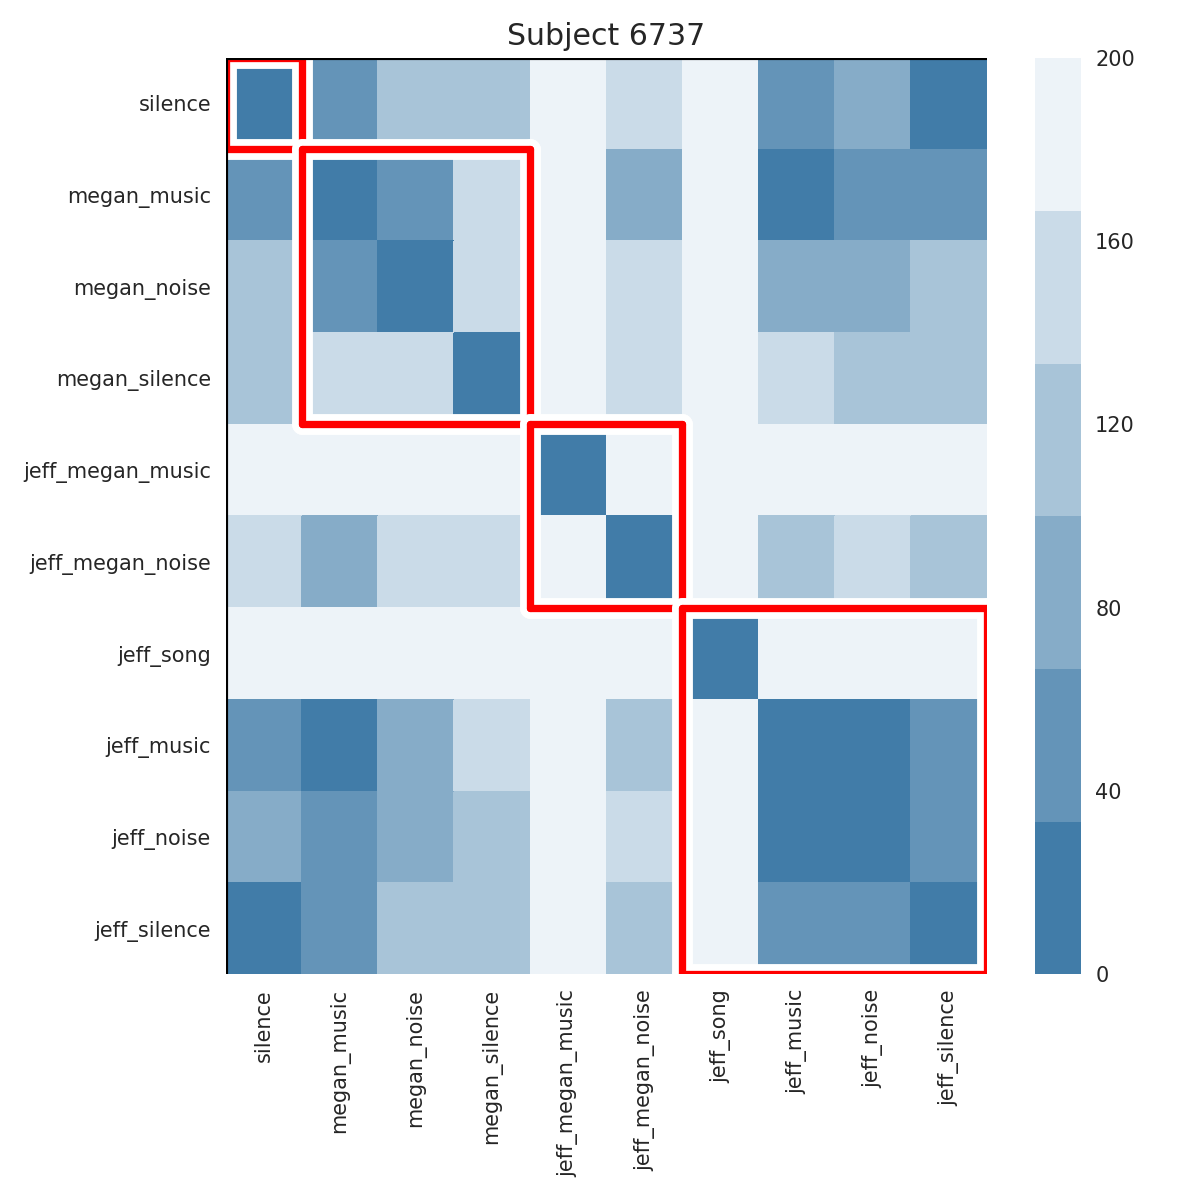 Subject 6737
silence
megan_music
megan_noise
megan_silence
jeff_megan_music
jeff_megan_noise
jeff_song
jeff_music
jeff_noise
jeff_silence
silence
megan_music
megan_noise
megan_silence
jeff_megan_music
jeff_megan_noise
jeff_song
jeff_music
jeff_noise
jeff_silence
200
160
120
80
40
0